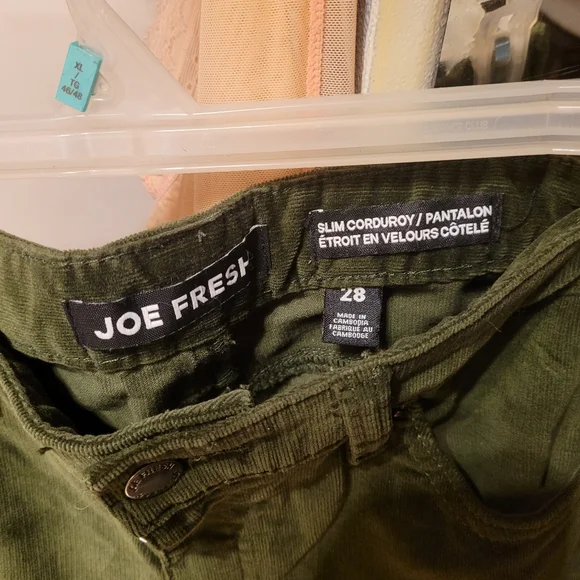 XL
/
TG
46/48
SLIM CORDUROY / PANTALON
ÉTROIT EN VELOURS CÔTELÉ
JOE FRESH
28
MADE IN
CAMBODIA
FABRIQUÉ AU
CAMBODGE